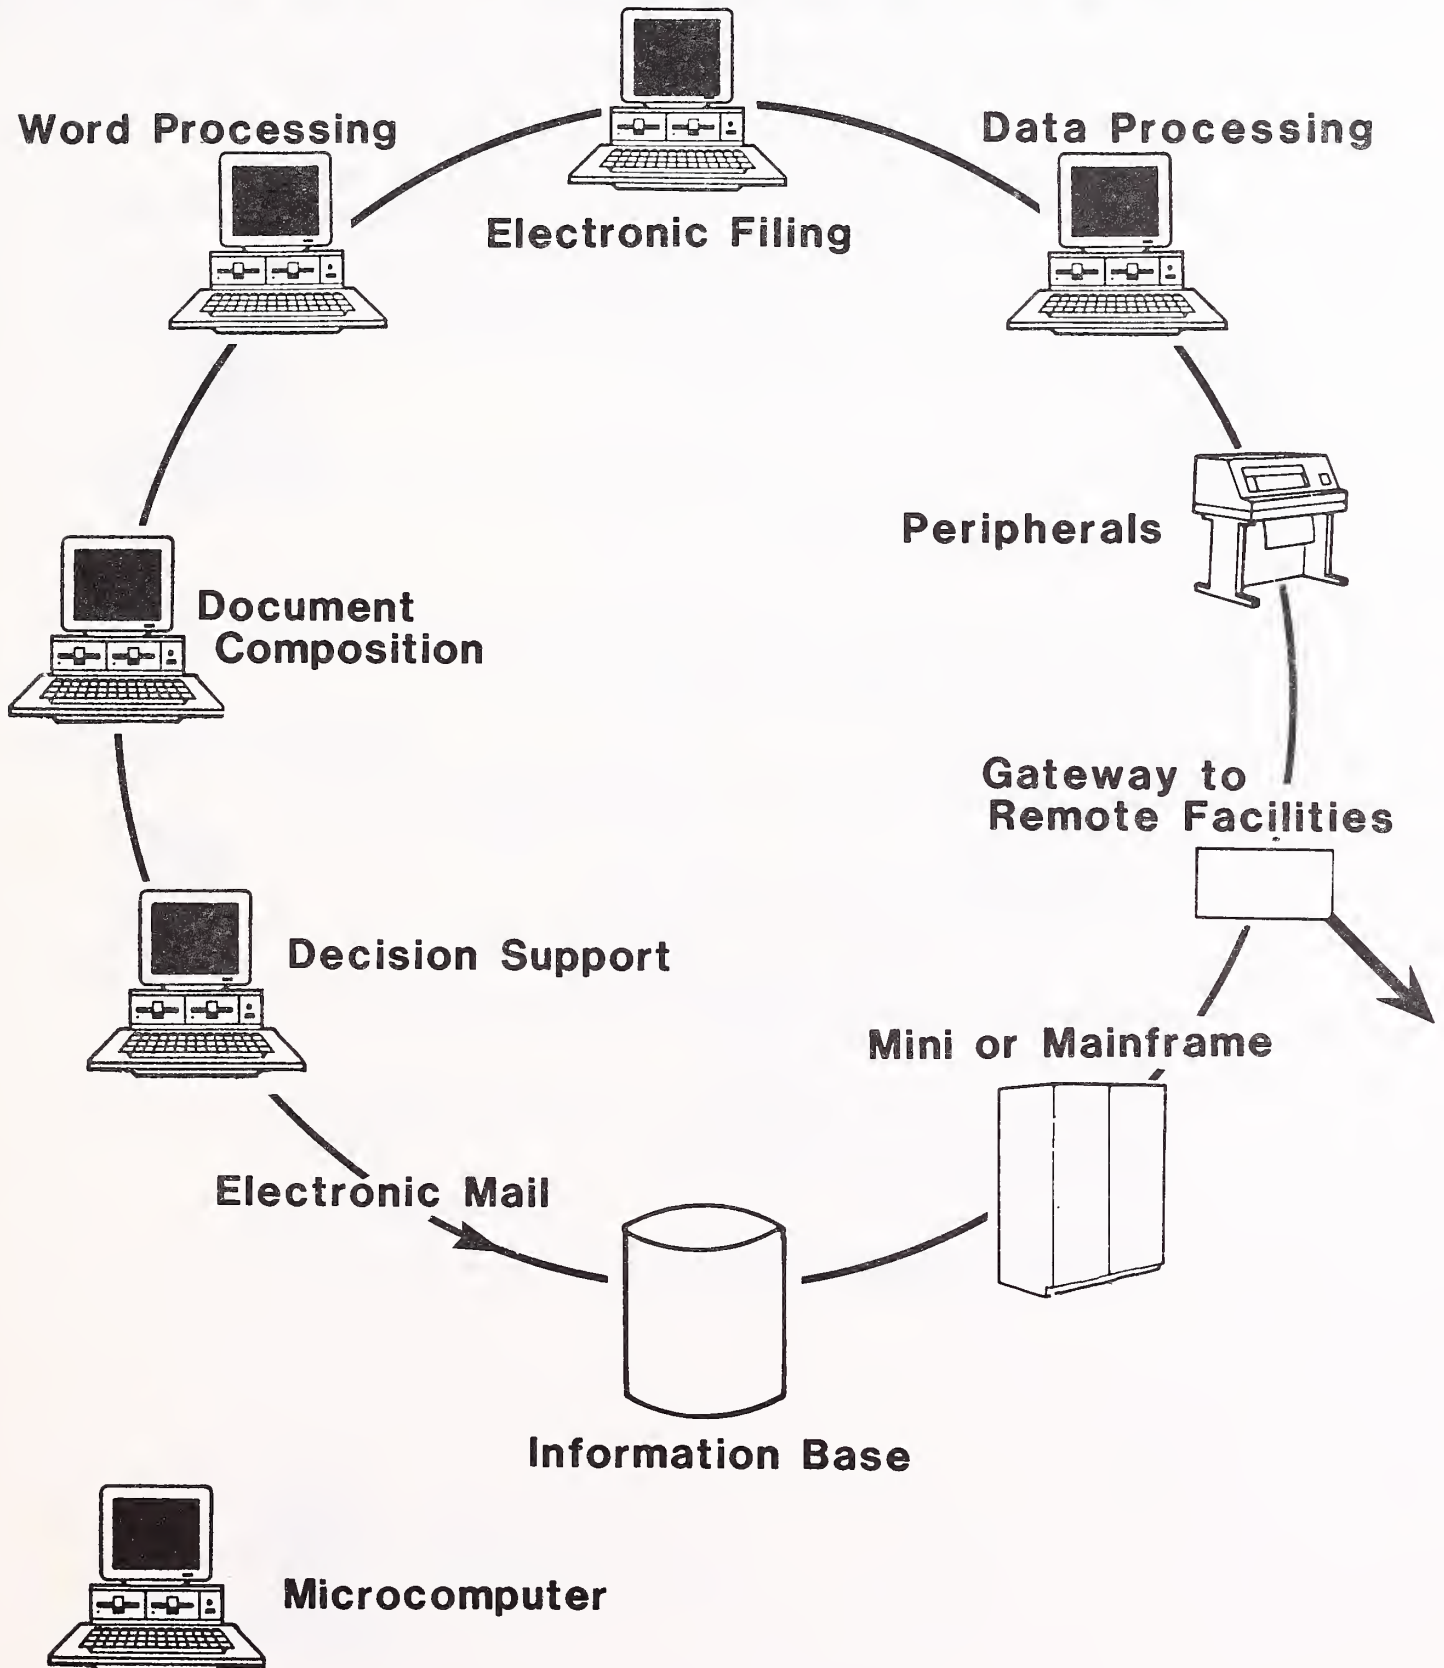 Word Processing
Data Processing
Electronic Filing
Peripherals
Document
Composition
Gateway to
Remote Facilities
Decision Support
Mini or Mainframe
Electronic Mail
Information Base
Microcomputer